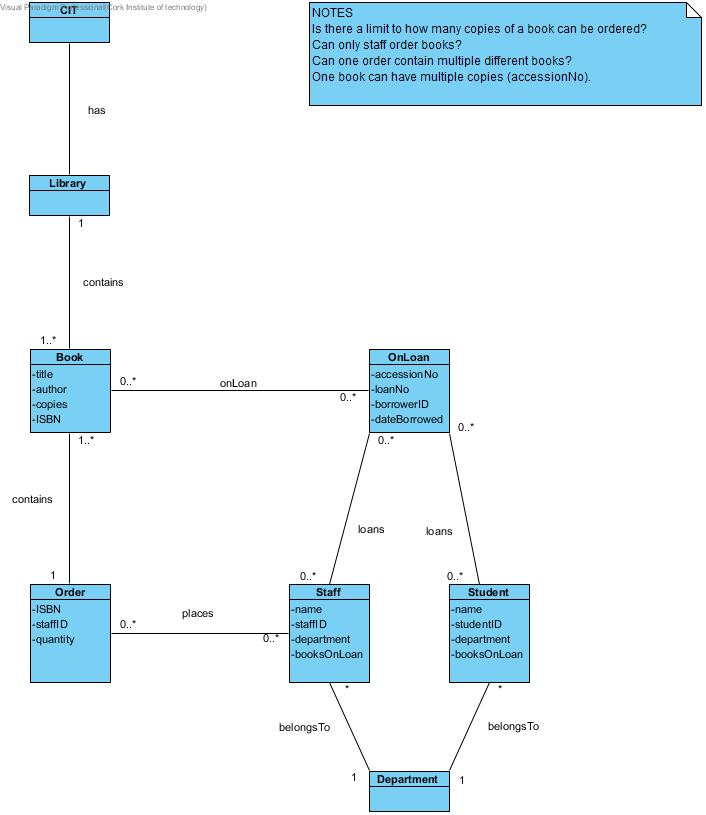 Visual Paradigm Professional(Cork Institute of technology)
CIT
NOTES
Is there a limit to how many copies of a book can be ordered?
Can only staff order books?
Can one order contain multiple different books?
One book can have multiple copies (accessionNo).
has
Library
1
contains
1..*
Book
-title
-author
-copies
-ISBN
0..*
onLoan
0..*
OnLoan
-accessionNo
-loanNo
-borrowerID
-dateBorrowed
1..*
0..*
0..*
contains
loans
loans
1
0..*
0..*
Order
-ISBN
-staffID
-quantity
0..*
places
0..*
Staff
-name
-staffID
-department
-booksOnLoan
Student
-name
-studentID
-department
-booksOnLoan
*
*
belongsTo
belongsTo
1
1
Department